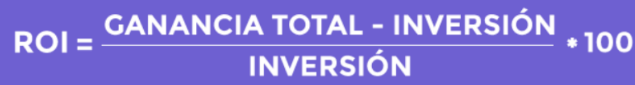 ROI = GANANCIA TOTAL - INVERSIÓN * 100
INVERSIÓN